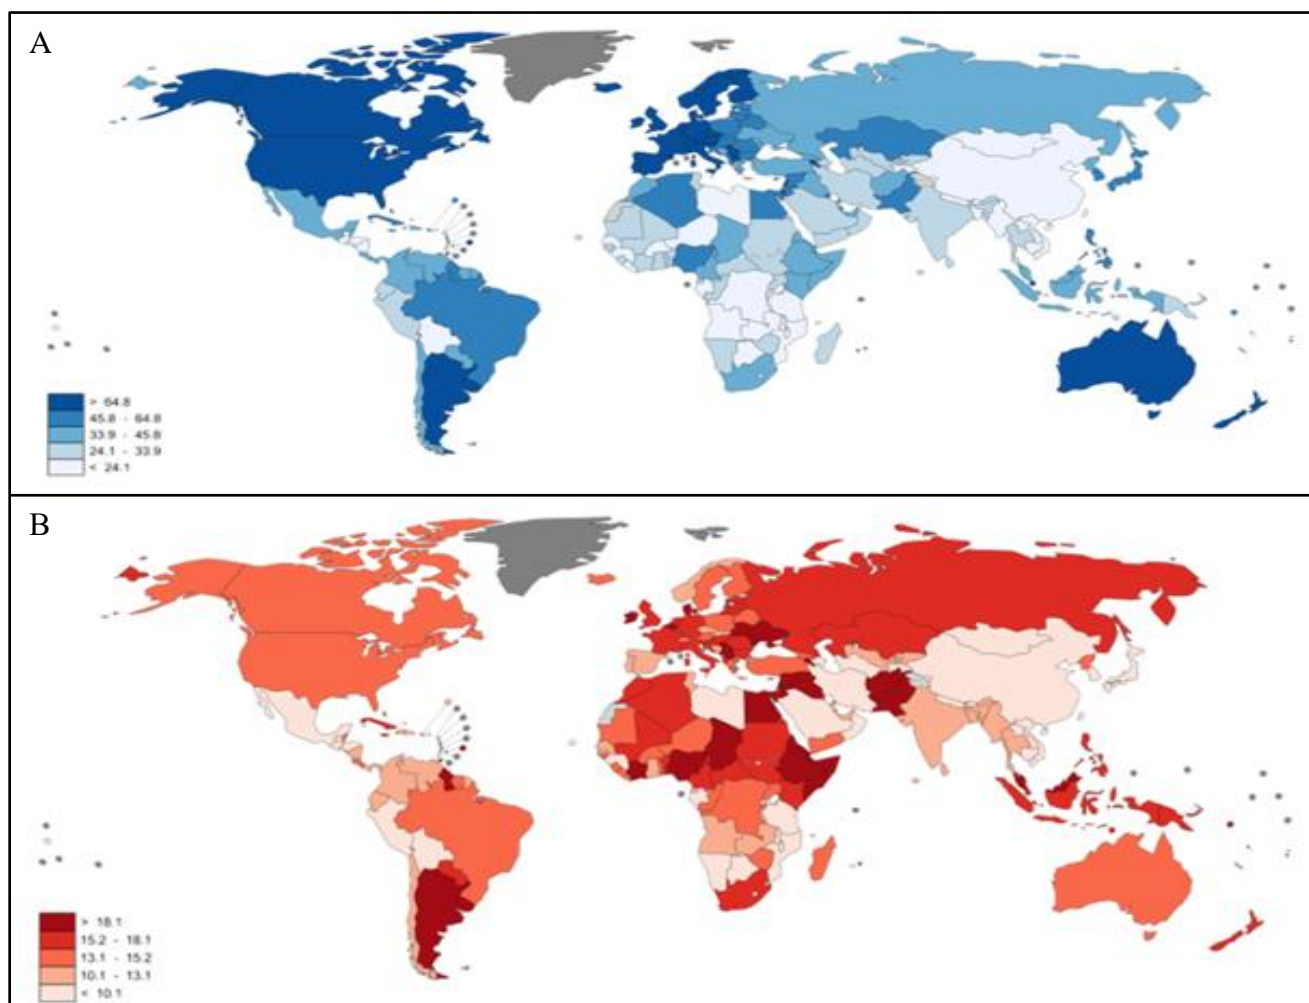 A
> 64.8
45.8 - 64.8
33.9 - 45.8
24.1 - 33.9
< 24.1
B
> 18.1
15.2 - 18.1
13.1 - 15.2
10.1 - 13.1
< 10.1